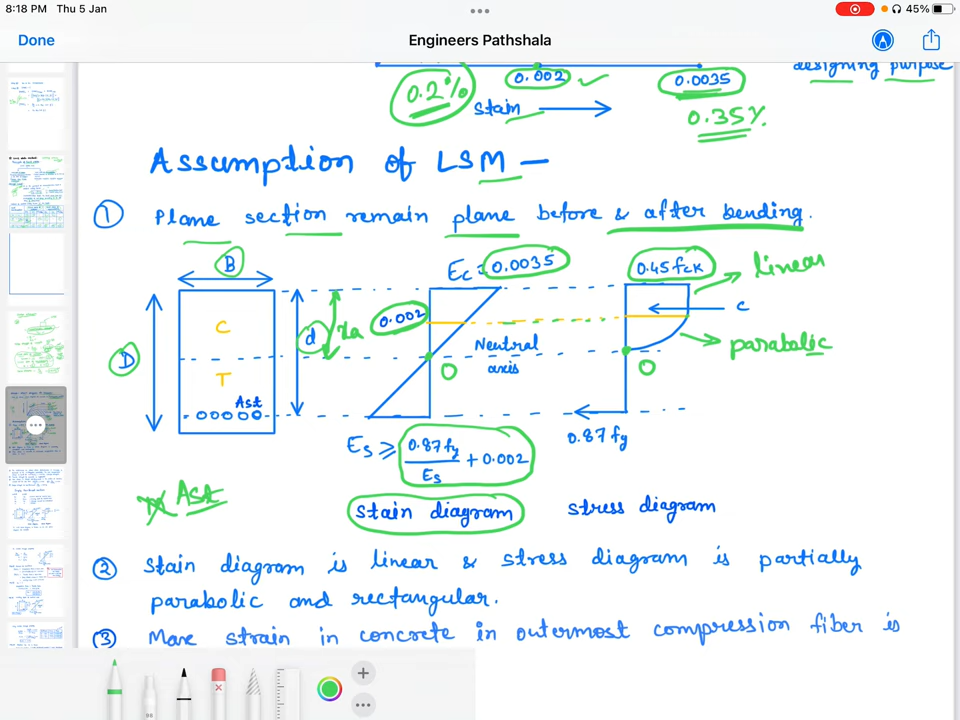 8:18 PM Thu 5 Jan
45%
Done
Engineers Pathshala
designing purpose
0.2%
0.002
0.0035
Stain
0.35%
Assumption of LSM –
① Plane section remain plane before & after bending.
B
Ec = 0.0035
0.45fck
linear
C
D
d
xa
0.002
c
Neutral
axis
parabolic
T
O
O
Ast
Es ≥ 0.87fy / Es + 0.002
0.87fy
Ast
Stain diagram
stress diagram
② Stain diagram is linear & stress diagram is partially
parabolic and rectangular.
③ Maxe strain in concrete in outermost compression fiber is
98